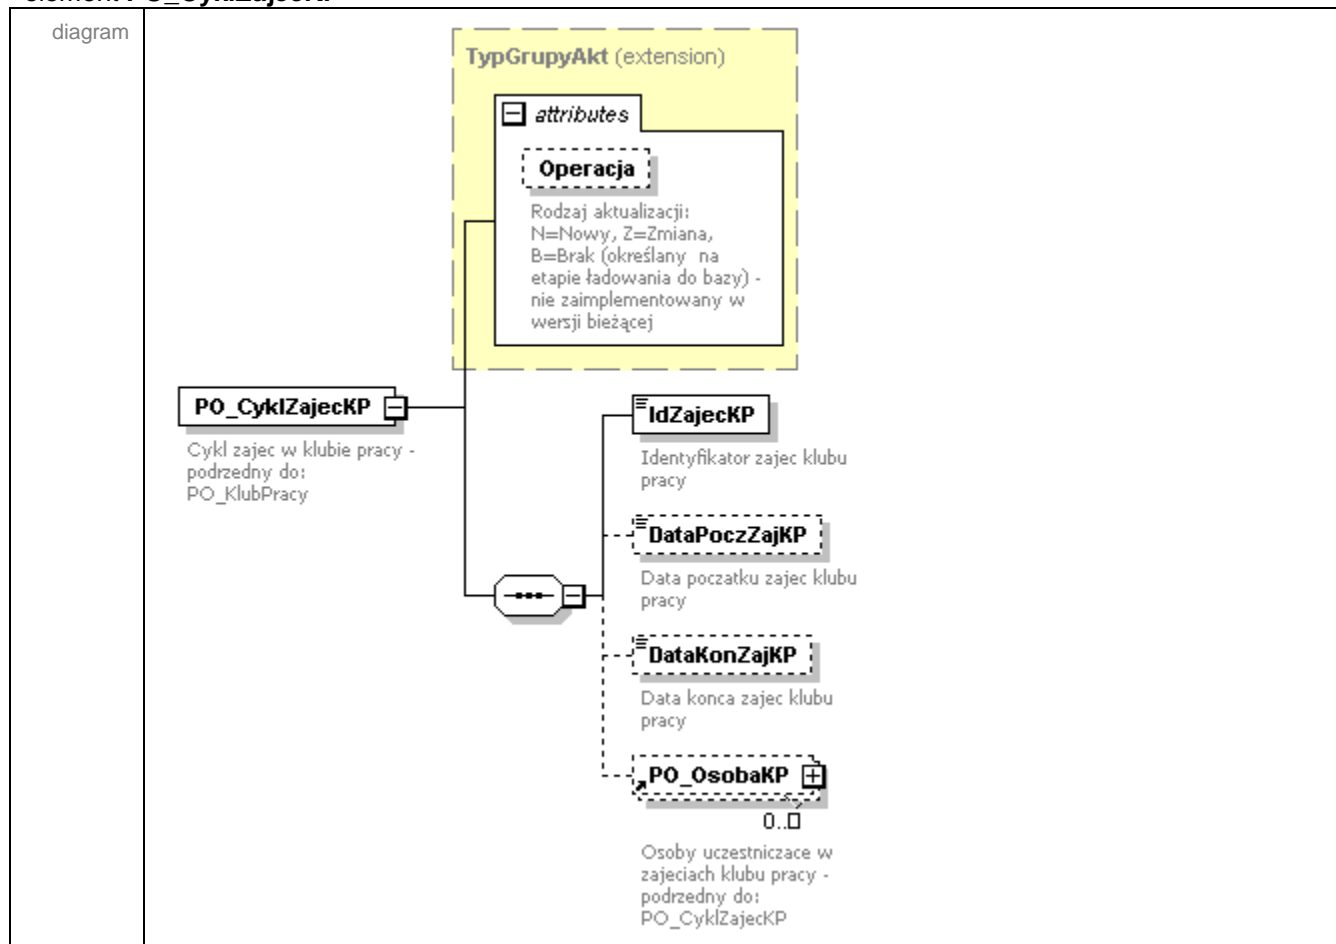 element PO_CyklZajecKP
diagram
TypGrupyAkt (extension)
attributes
Operacja
Rodzaj aktualizacji:
N=Nowy, Z=Zmiana,
B=Brak (określany na
etapie ładowania do bazy) -
nie zaimplementowany w
wersji bieżącej
PO_CyklZajecKP
Cykl zajec w klubie pracy -
podrzedny do:
PO_KlubPracy
IdZajecKP
Identyfikator zajec klubu
pracy
DataPoczZajKP
Data poczatku zajec klubu
pracy
DataKonZajKP
Data konca zajec klubu
pracy
PO_OsobaKP
0..□
Osoby uczestniczace w
zajeciach klubu pracy -
podrzedny do:
PO_CyklZajecKP